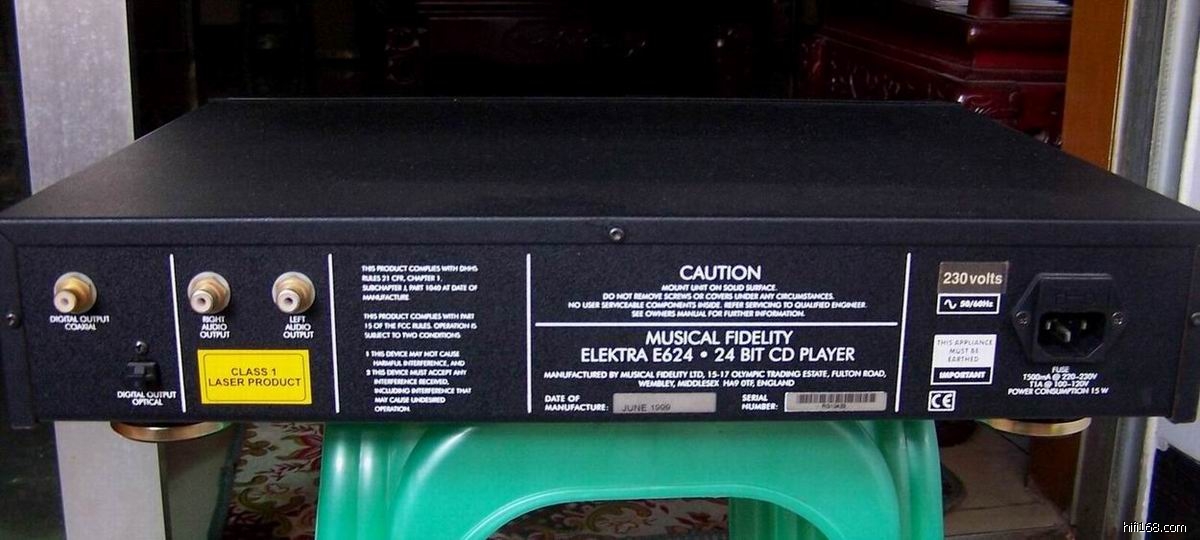 DIGITAL OUTPUT
COAXIAL
DIGITAL OUTPUT
OPTICAL
RIGHT
AUDIO
OUTPUT
LEFT
AUDIO
OUTPUT
CLASS 1
LASER PRODUCT
THIS PRODUCT COMPLIES WITH DHHS
RULES 21 CFR, CHAPTER 1,
SUBCHAPTER J, PART 1040 AT DATE OF
MANUFACTURE.
THIS PRODUCT COMPLIES WITH PART
15 OF THE FCC RULES. OPERATION IS
SUBJECT TO TWO CONDITIONS
1 THIS DEVICE MAY NOT CAUSE
HARMFUL INTERFERENCE, AND
2 THIS DEVICE MUST ACCEPT ANY
INTERFERENCE RECEIVED,
INCLUDING INTERFERENCE THAT
MAY CAUSE UNDESIRED
OPERATION.
CAUTION
MOUNT UNIT ON SOLID SURFACE.
DO NOT REMOVE SCREWS OR COVERS UNDER ANY CIRCUMSTANCES.
NO USER SERVICEABLE COMPONENTS INSIDE. REFER SERVICING TO QUALIFIED ENGINEER.
SEE OWNERS MANUAL FOR FURTHER INFORMATION.
MUSICAL FIDELITY
ELEKTRA E624 • 24 BIT CD PLAYER
MANUFACTURED BY MUSICAL FIDELITY LTD, 15-17 OLYMPIC TRADING ESTATE, FULTON ROAD,
WEMBLEY, MIDDLESEX HA9 0TF, ENGLAND
DATE OF
MANUFACTURE:
JUNE 1999
SERIAL
NUMBER:
230 volts
50/60Hz
THIS APPLIANCE
MUST BE
EARTHED
IMPORTANT
CE
FUSE
T500mA @ 220-230V
T1A @ 100-120V
POWER CONSUMPTION 15 W
hifi168.com